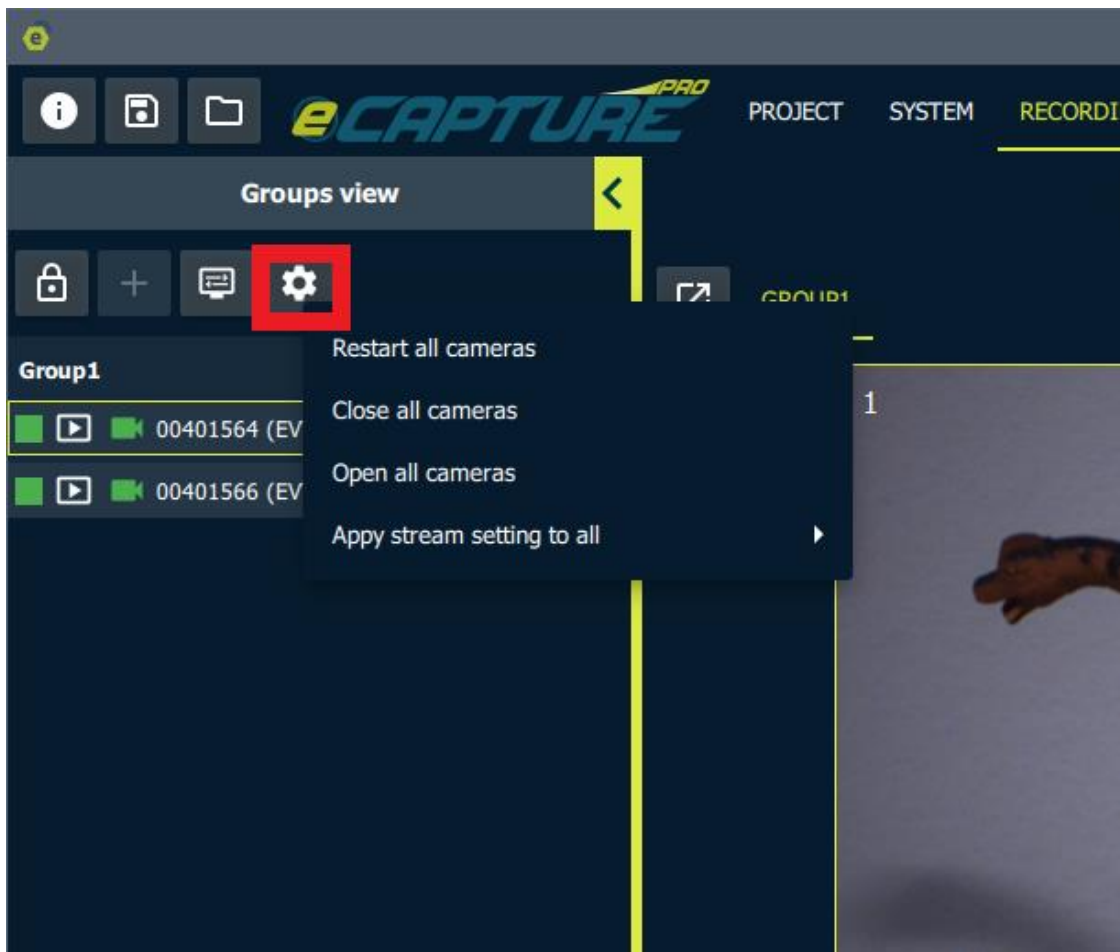 e
eCAPTURE PRO
PROJECT SYSTEM RECORDI
Groups view
GROUP1
Restart all cameras
Group1
Close all cameras
1
00401564 (EV
Open all cameras
00401566 (EV
Appy stream setting to all